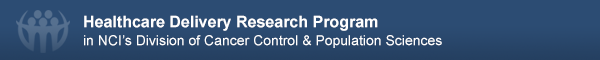 Healthcare Delivery Research Program
in NCI's Division of Cancer Control & Population Sciences